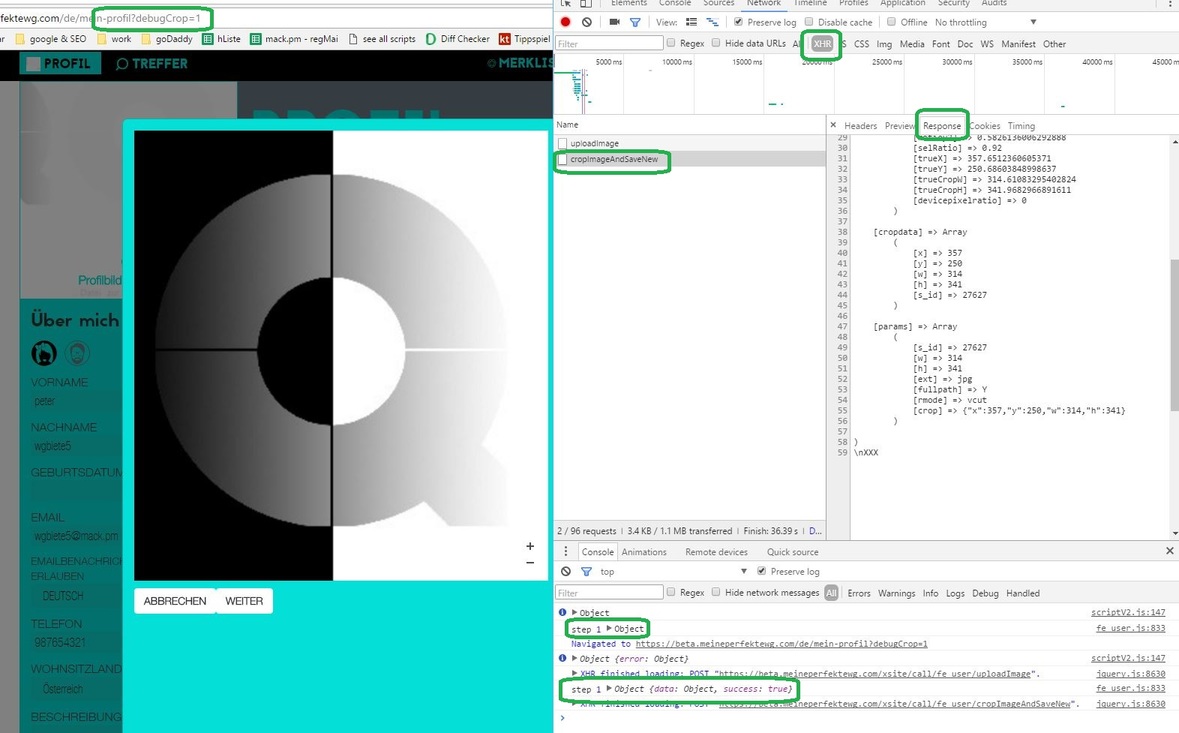 fektewg.com/de/mein-profil?debugCrop=1
google & SEO work goDaddy hListe mack.pm - regMai see all scripts Diff Checker Tippspiel
PROFIL TREFFER MERKLIS
PROFIL
Profilbild
Über mich
VORNAME
peter
NACHNAME
wgbiete5
GEBURTSDATUM
EMAIL
wgbiete5@mack.pm
EMAILBENACHRIC
ERLAUBEN
DEUTSCH
TELEFON
987654321
WOHNSITZLAND
Österreich
BESCHREIBUNG
+
−
ABBRECHEN WEITER
Elements Console Sources Network Timeline Profiles Application Security Audits
View: Preserve log Disable cache Offline No throttling
Filter Regex Hide data URLs XHR CSS Img Media Font Doc WS Manifest Other
5000 ms 10000 ms 15000 ms 20000 ms 25000 ms 30000 ms 35000 ms 40000 ms 45000 m
Name
uploadImage
cropImageAndSaveNew
2 / 96 requests | 3.4 KB / 1.1 MB transferred | Finish: 36.39 s | D...
× Headers Preview Response Cookies Timing
29 => 0.5826136006292888
30 [selRatio] => 0.92
31 [trueX] => 357.6512360605371
32 [trueY] => 250.68603848998637
33 [trueCropW] => 314.61083295402824
34 [trueCropH] => 341.9682966891611
35 [devicepixelratio] => 0
36 )
37
38 [cropdata] => Array
39 (
40 [x] => 357
41 [y] => 250
42 [w] => 314
43 [h] => 341
44 [s_id] => 27627
45 )
46
47 [params] => Array
48 (
49 [s_id] => 27627
50 [w] => 314
51 [h] => 341
52 [ext] => jpg
53 [fullpath] => Y
54 [rmode] => vcut
55 [crop] => {"x":357,"y":250,"w":314,"h":341}
56 )
57
58 )
59 \nXXX
Console Animations Remote devices Quick source ×
top Preserve log
Filter Regex Hide network messages All Errors Warnings Info Logs Debug Handled
Object scriptV2.js:147
step 1 Object fe_user.js:833
Navigated to https://beta.meineperfektewg.com/de/mein-profil?debugCrop=1
Object {error: Object} scriptV2.js:147
XHR finished loading: POST "https://beta.meineperfektewg.com/xsite/call/fe_user/uploadImage". jquery.js:8630
step 1 Object {data: Object, success: true} fe_user.js:833
XHR finished loading: POST "https://beta.meineperfektewg.com/xsite/call/fe_user/cropImageAndSaveNew". jquery.js:8630
>